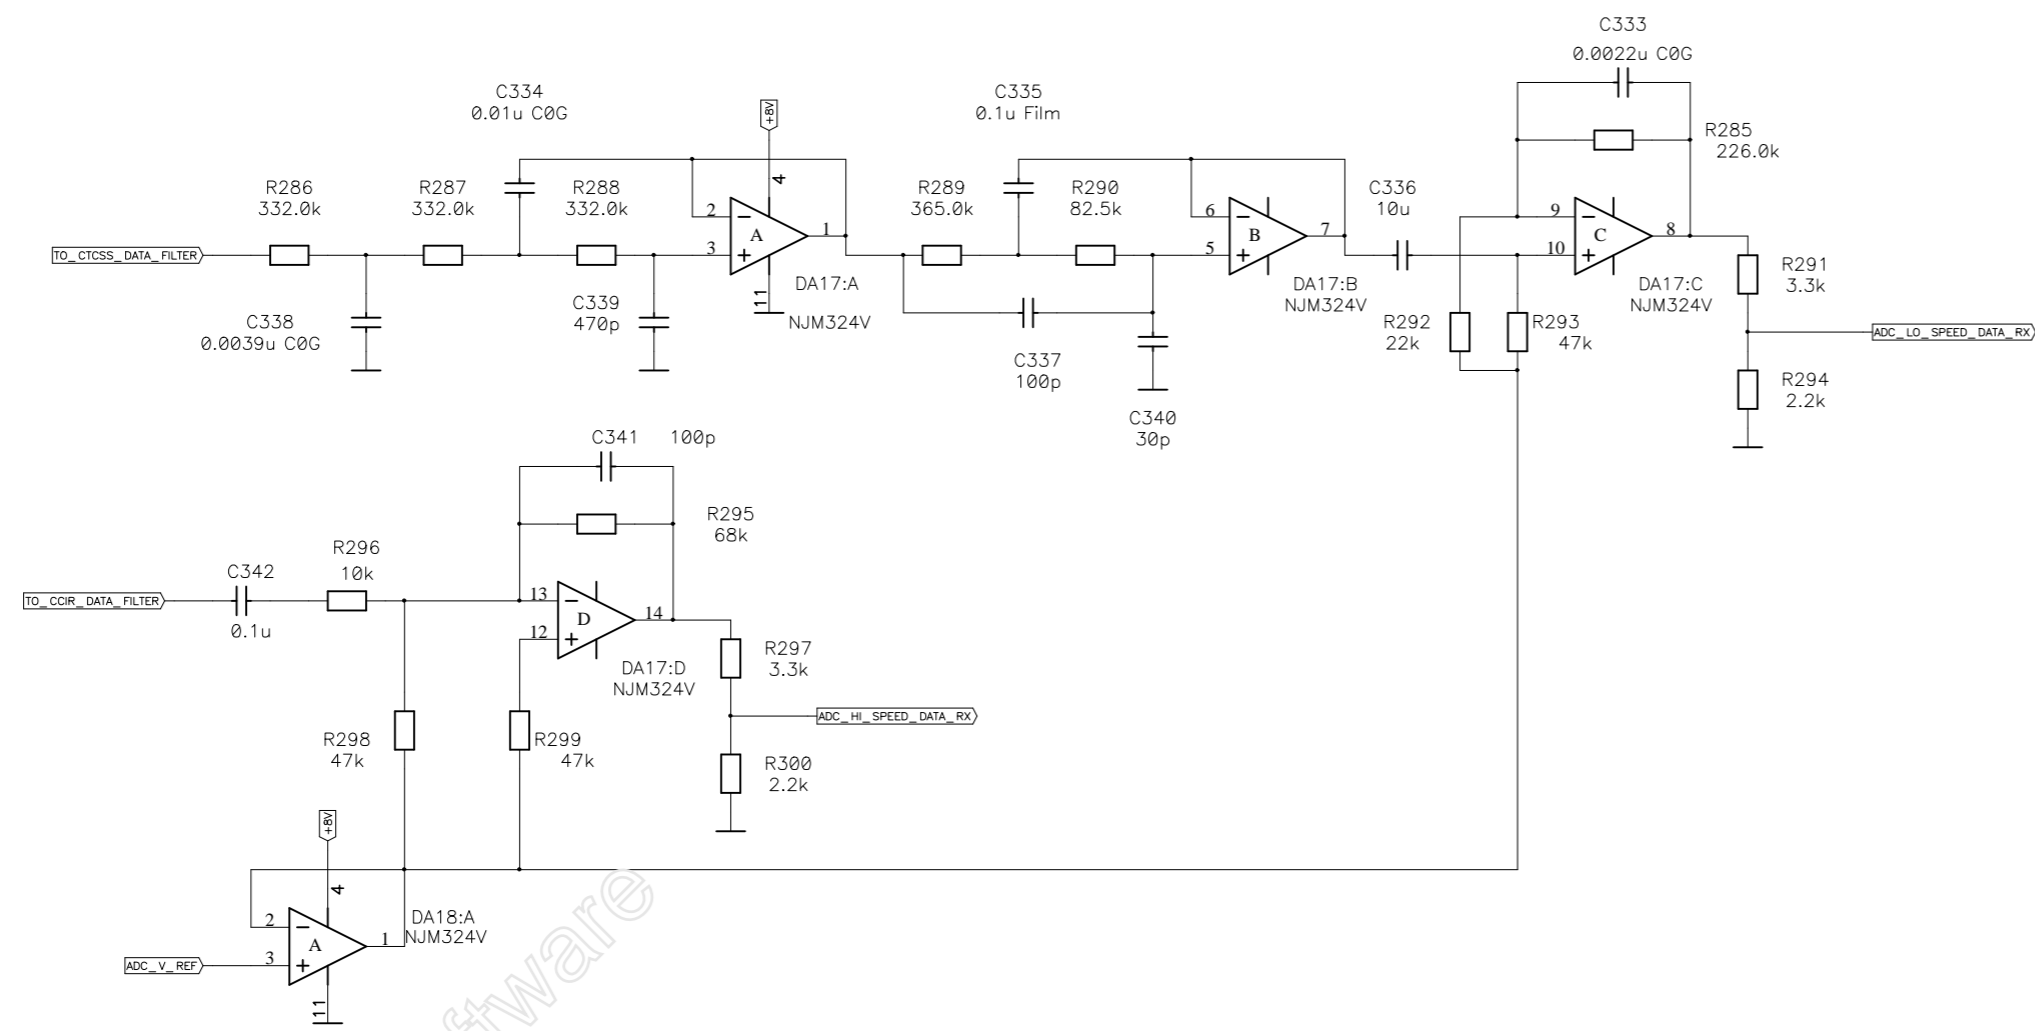 C333
0.0022u C0G
C334
0.01u C0G
C335
0.1u Film
+8V
R285
226.0k
R286
332.0k
R287
332.0k
R288
332.0k
4
2
A
1
3
11
R289
365.0k
R290
82.5k
6
B
7
5
C336
10u
9
C
8
10
TO_CTCSS_DATA_FILTER
DA17:A
NJM324V
DA17:B
NJM324V
DA17:C
NJM324V
R291
3.3k
C338
0.0039u C0G
C339
470p
R292
22k
R293
47k
ADC_LO_SPEED_DATA_RX
C337
100p
R294
2.2k
C340
30p
C341 100p
R295
68k
R296
10k
C342
0.1u
TO_CCIR_DATA_FILTER
13
D
14
12
DA17:D
NJM324V
R297
3.3k
ADC_HI_SPEED_DATA_RX
R298
47k
R299
47k
R300
2.2k
+8V
4
2
A
1
3
11
DA18:A
NJM324V
ADC_V_REF
ftware